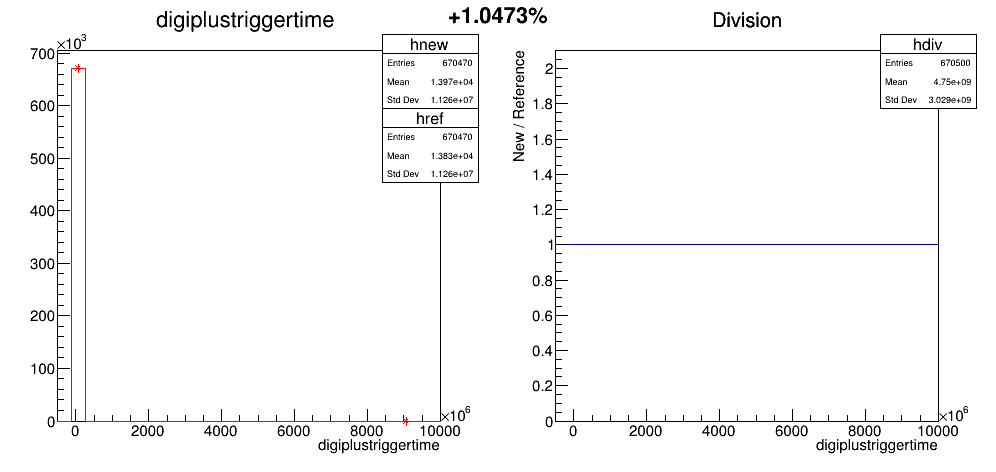 digiplustriggertime
+1.0473%
Division
×10³
700
600
500
400
300
200
100
0
0
2000
4000
6000
8000
10000
×10⁶
digiplustriggertime
hnew
Entries 670470
Mean 1.397e+04
Std Dev 1.126e+07
href
Entries 670470
Mean 1.383e+04
Std Dev 1.126e+07
New / Reference
2
1.8
1.6
1.4
1.2
1
0.8
0.6
0.4
0.2
0
0
2000
4000
6000
8000
10000
×10⁶
digiplustriggertime
hdiv
Entries 670500
Mean 4.75e+09
Std Dev 3.029e+09